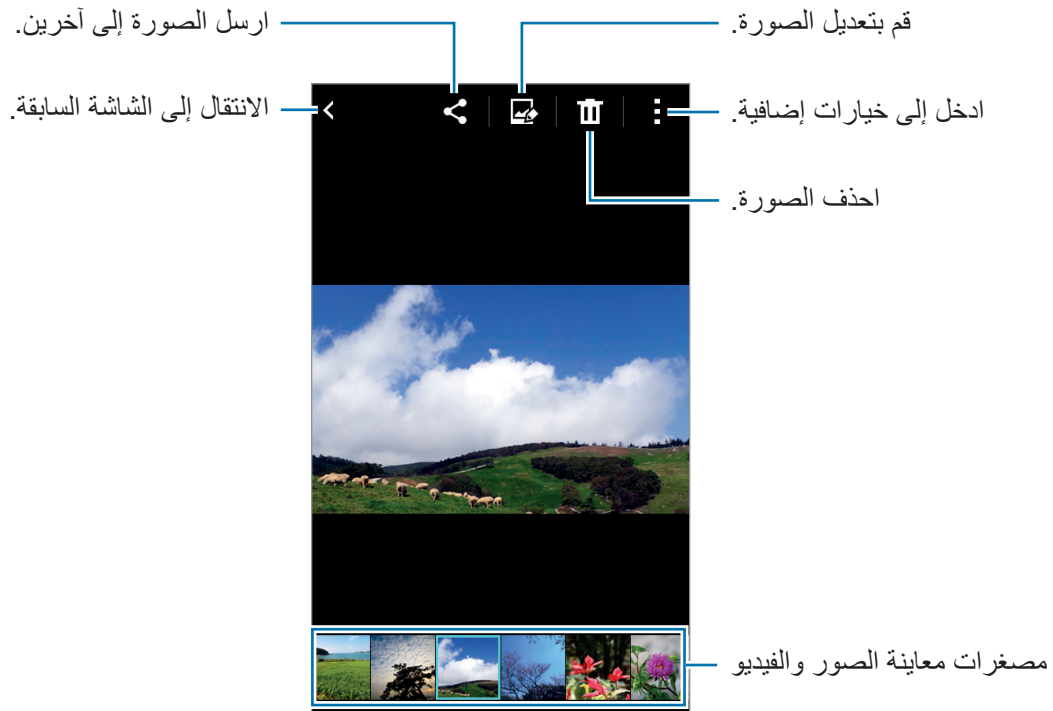 قم بتعديل الصورة.
ارسل الصورة إلى آخرين.
ادخل إلى خيارات إضافية.
الانتقال إلى الشاشة السابقة.
احذف الصورة.
مصغرات معاينة الصور والفيديو